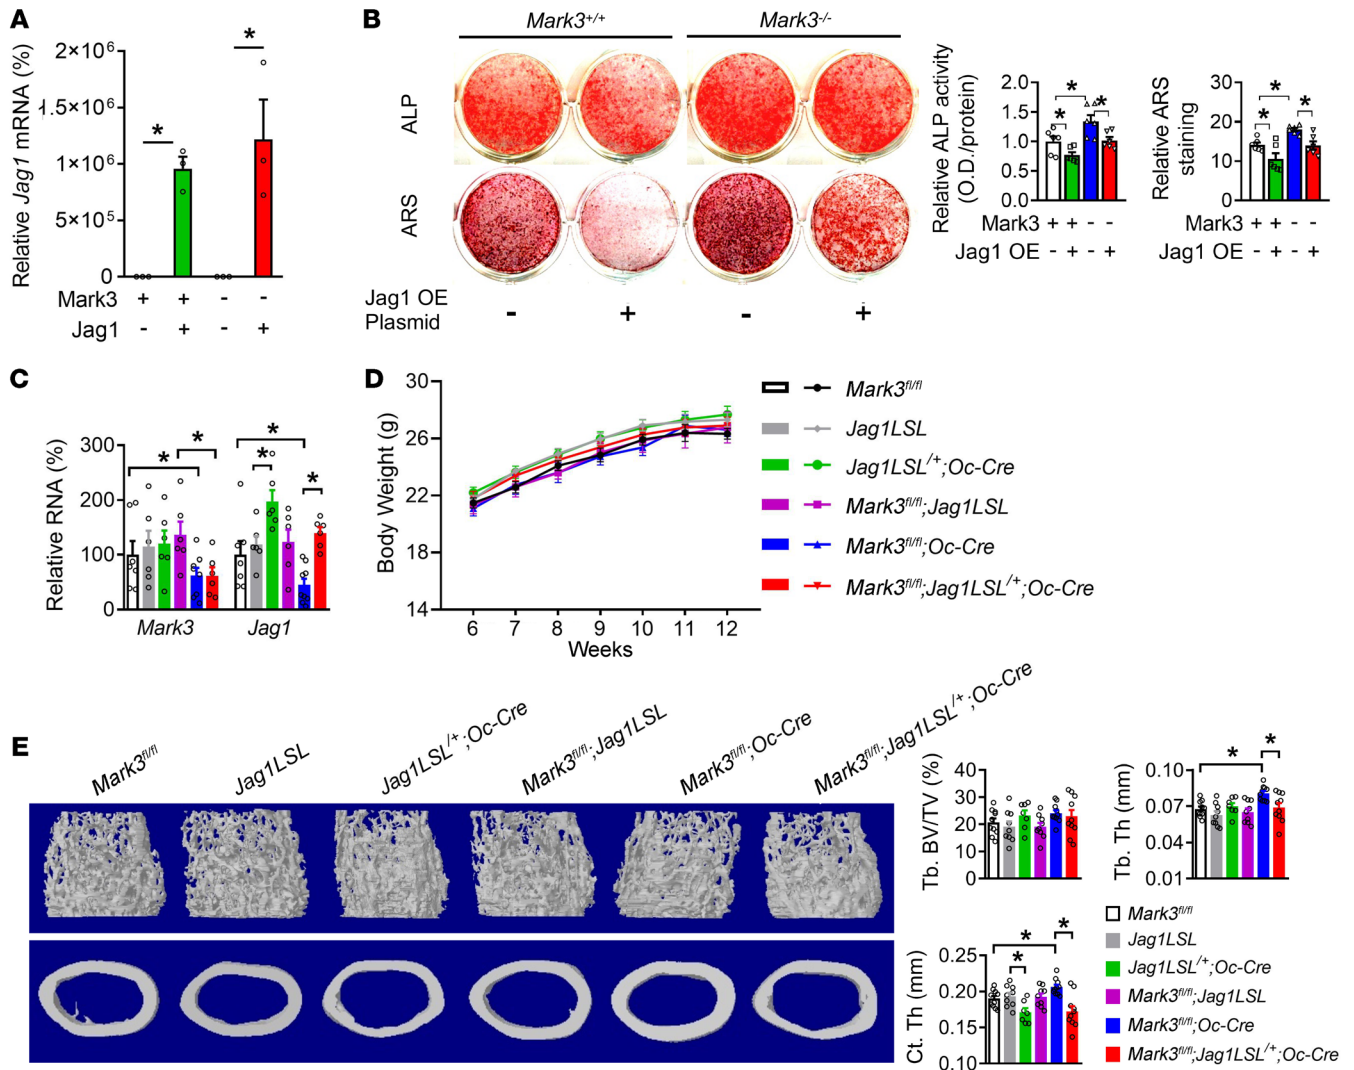 A
Relative Jag1 mRNA (%)
2×10⁶
1.5×10⁶
1×10⁶
5×10⁵
0
*
*
Mark3 + + - -
Jag1 - + - +
B
Mark3+/+
Mark3-/-
ALP
ARS
Jag1 OE
Plasmid
- + - +
Relative ALP activity
(O.D./protein)
2.0
1.5
1.0
0.5
0.0
*
* *
Mark3 + + - -
Jag1 OE - + - +
Relative ARS
staining
30
20
10
0
*
* *
Mark3 + + - -
Jag1 OE - + - +
C
Relative RNA (%)
300
200
100
0
* * * * *
Mark3 Jag1
D
Body Weight (g)
30
26
22
18
14
6 7 8 9 10 11 12
Weeks
Mark3fl/fl
Jag1LSL
Jag1LSL/+;Oc-Cre
Mark3fl/fl;Jag1LSL
Mark3fl/fl;Oc-Cre
Mark3fl/fl;Jag1LSL/+;Oc-Cre
E
Mark3fl/fl
Jag1LSL
Jag1LSL/+;Oc-Cre
Mark3fl/fl;Jag1LSL
Mark3fl/fl;Oc-Cre
Mark3fl/fl;Jag1LSL/+;Oc-Cre
Tb. BV/TV (%)
40
30
20
10
0
Tb. Th (mm)
0.10
0.07
0.04
0.01
* *
Ct. Th (mm)
0.25
0.20
0.15
0.10
* * *
Mark3fl/fl
Jag1LSL
Jag1LSL/+;Oc-Cre
Mark3fl/fl;Jag1LSL
Mark3fl/fl;Oc-Cre
Mark3fl/fl;Jag1LSL/+;Oc-Cre